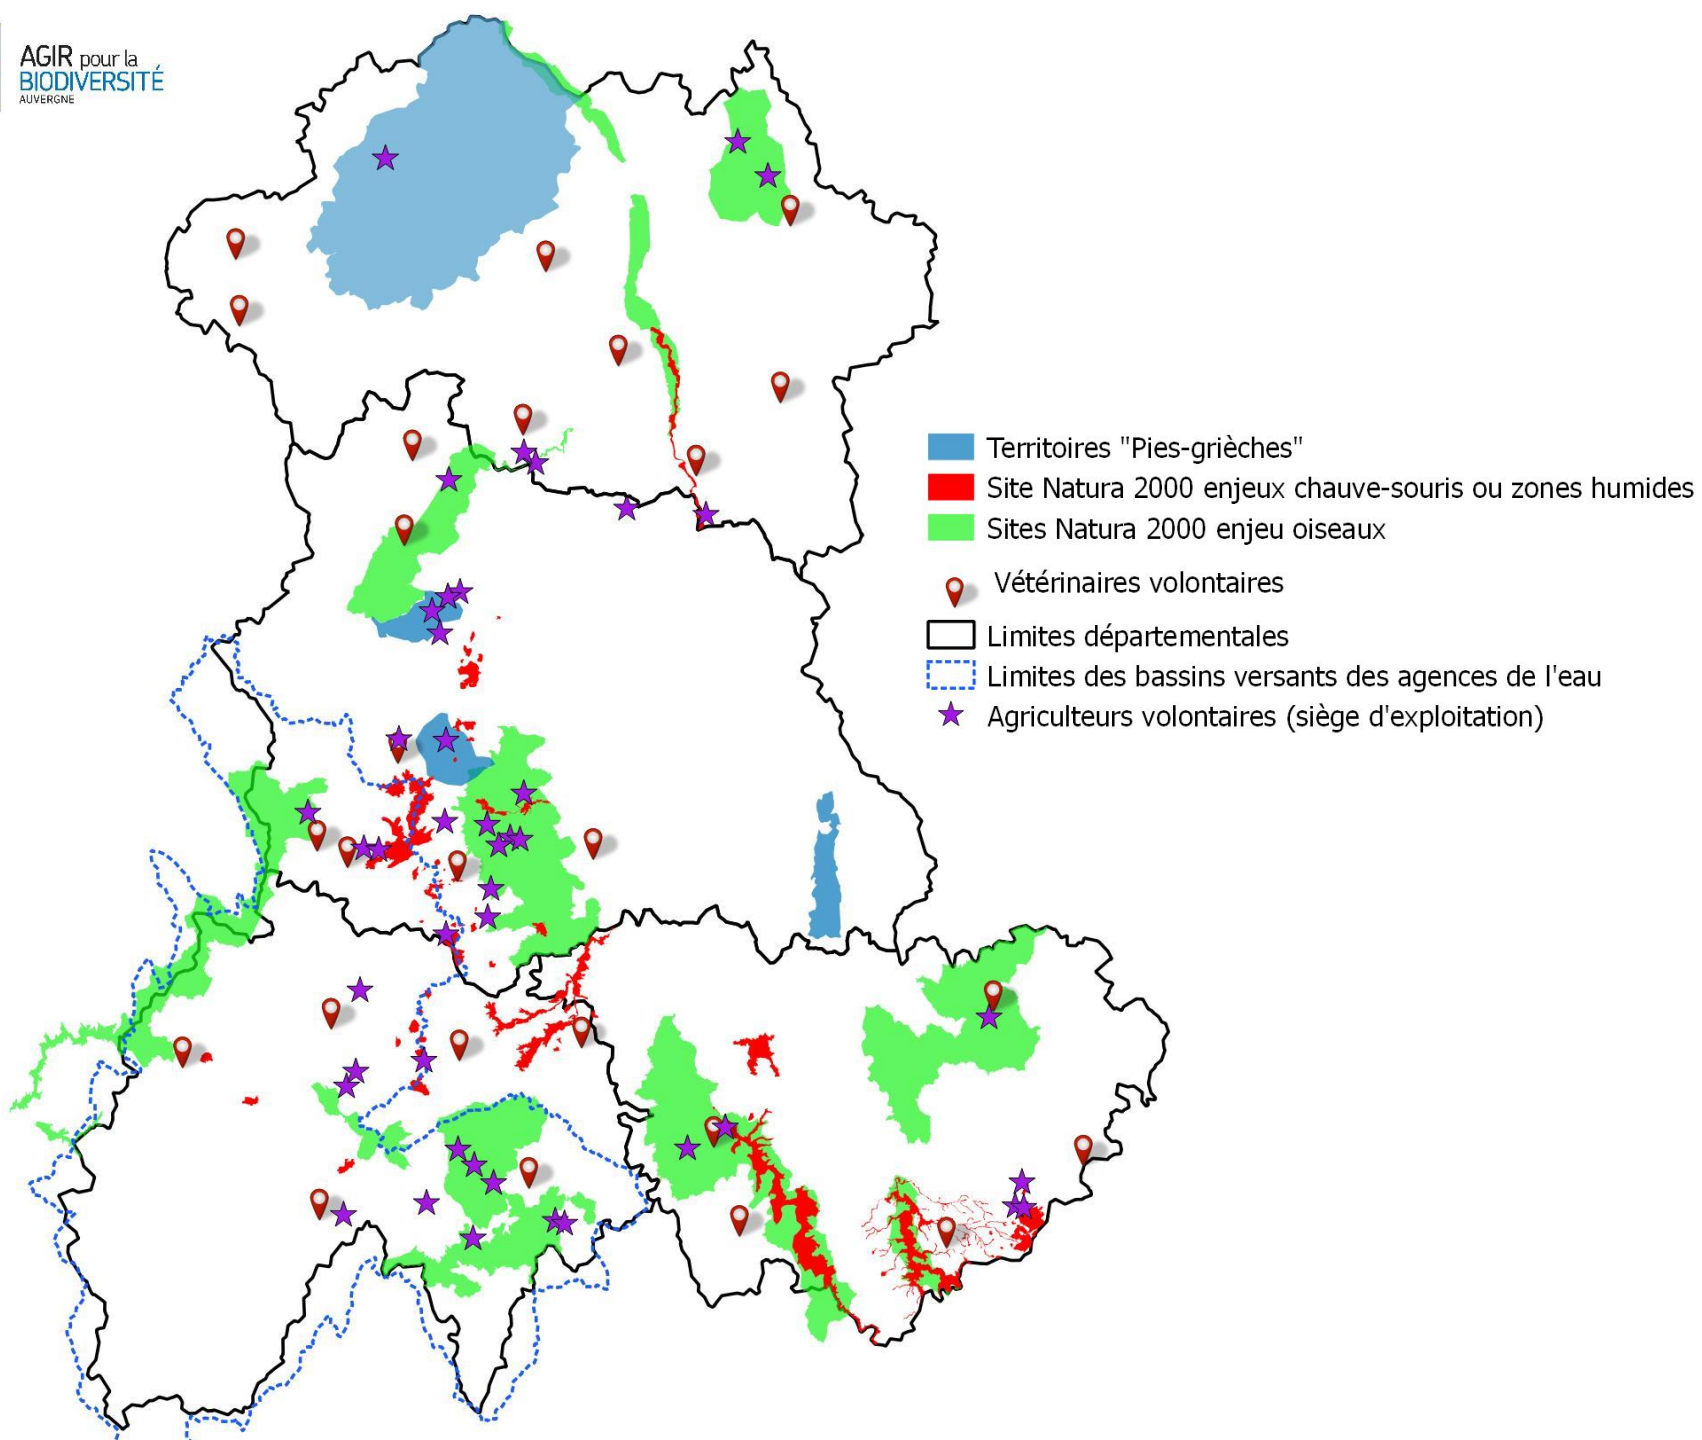 AGIR pour la
BIODIVERSITÉ
AUVERGNE
Territoires "Pies-grièches"
Site Natura 2000 enjeux chauve-souris ou zones humides
Sites Natura 2000 enjeu oiseaux
Vétérinaires volontaires
Limites départementales
Limites des bassins versants des agences de l'eau
Agriculteurs volontaires (siège d'exploitation)